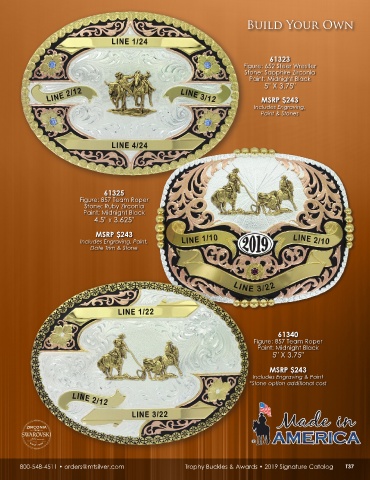 Build Your Own
LINE 1/24
LINE 2/12
LINE 3/12
LINE 4/24
61323
Figure: 652 Steer Wrestler
Stone: Sapphire Zirconia
Paint: Midnight Black
5" X 3.75"
MSRP $243
Includes Engraving,
Paint & Stones
61325
Figure: 857 Team Roper
Stone: Ruby Zirconia
Paint: Midnight Black
4.5" x 3.625"
MSRP $243
Includes Engraving, Paint,
Date Trim & Stone
LINE 1/10
2019
LINE 2/10
LINE 3/22
LINE 1/22
LINE 2/12
LINE 3/22
61340
Figure: 857 Team Roper
Paint: Midnight Black
5" X 3.75"
MSRP $243
Includes Engraving & Paint
*Stone option additional cost
Made in
AMERICA
ZIRCONIA
SWAROVSKI
800-548-4511 • orders@mtsilver.com
Trophy Buckles & Awards • 2019 Signature Catalog T37